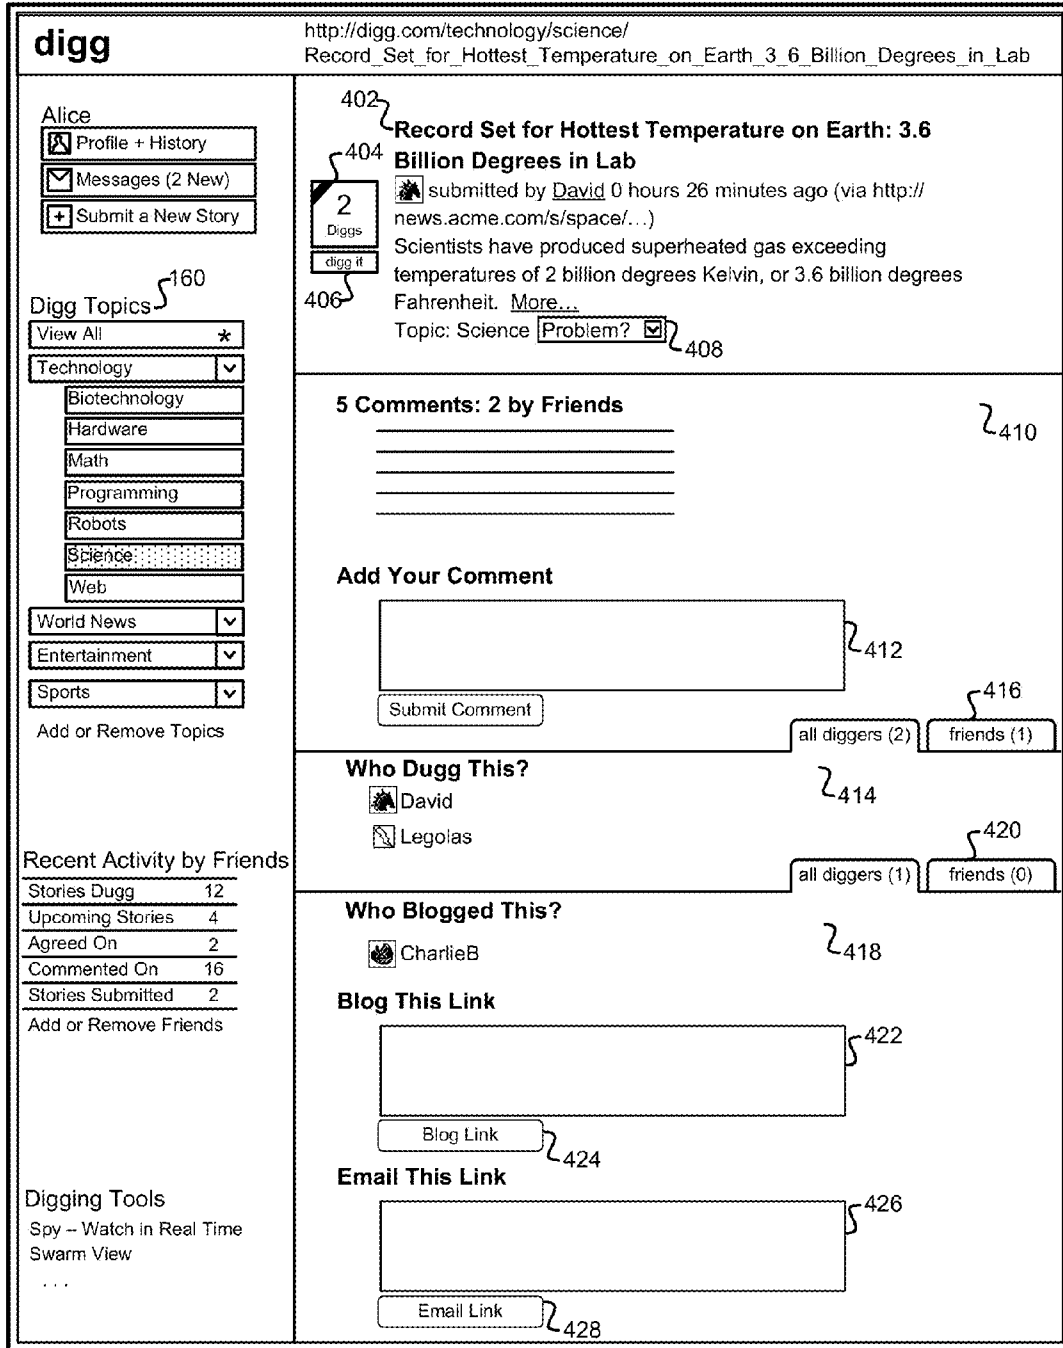 digg
http://digg.com/technology/science/
Record_Set_for_Hottest_Temperature_on_Earth_3_6_Billion_Degrees_in_Lab
Alice
Profile + History
Messages (2 New)
Submit a New Story
160
Digg Topics
View All *
Technology
Biotechnology
Hardware
Math
Programming
Robots
Science
Web
World News
Entertainment
Sports
Add or Remove Topics
Recent Activity by Friends
Stories Dugg 12
Upcoming Stories 4
Agreed On 2
Commented On 16
Stories Submitted 2
Add or Remove Friends
Digging Tools
Spy – Watch in Real Time
Swarm View
...
402
Record Set for Hottest Temperature on Earth: 3.6
404
Billion Degrees in Lab
2
Diggs
digg it
406
submitted by David 0 hours 26 minutes ago (via http://
news.acme.com/s/space/...)
Scientists have produced superheated gas exceeding
temperatures of 2 billion degrees Kelvin, or 3.6 billion degrees
Fahrenheit. More...
Topic: Science Problem?
408
5 Comments: 2 by Friends
410
Add Your Comment
412
Submit Comment
416
all diggers (2) friends (1)
Who Dugg This?
414
David
Legolas
420
all diggers (1) friends (0)
Who Blogged This?
418
CharlieB
Blog This Link
422
Blog Link
424
Email This Link
426
Email Link
428